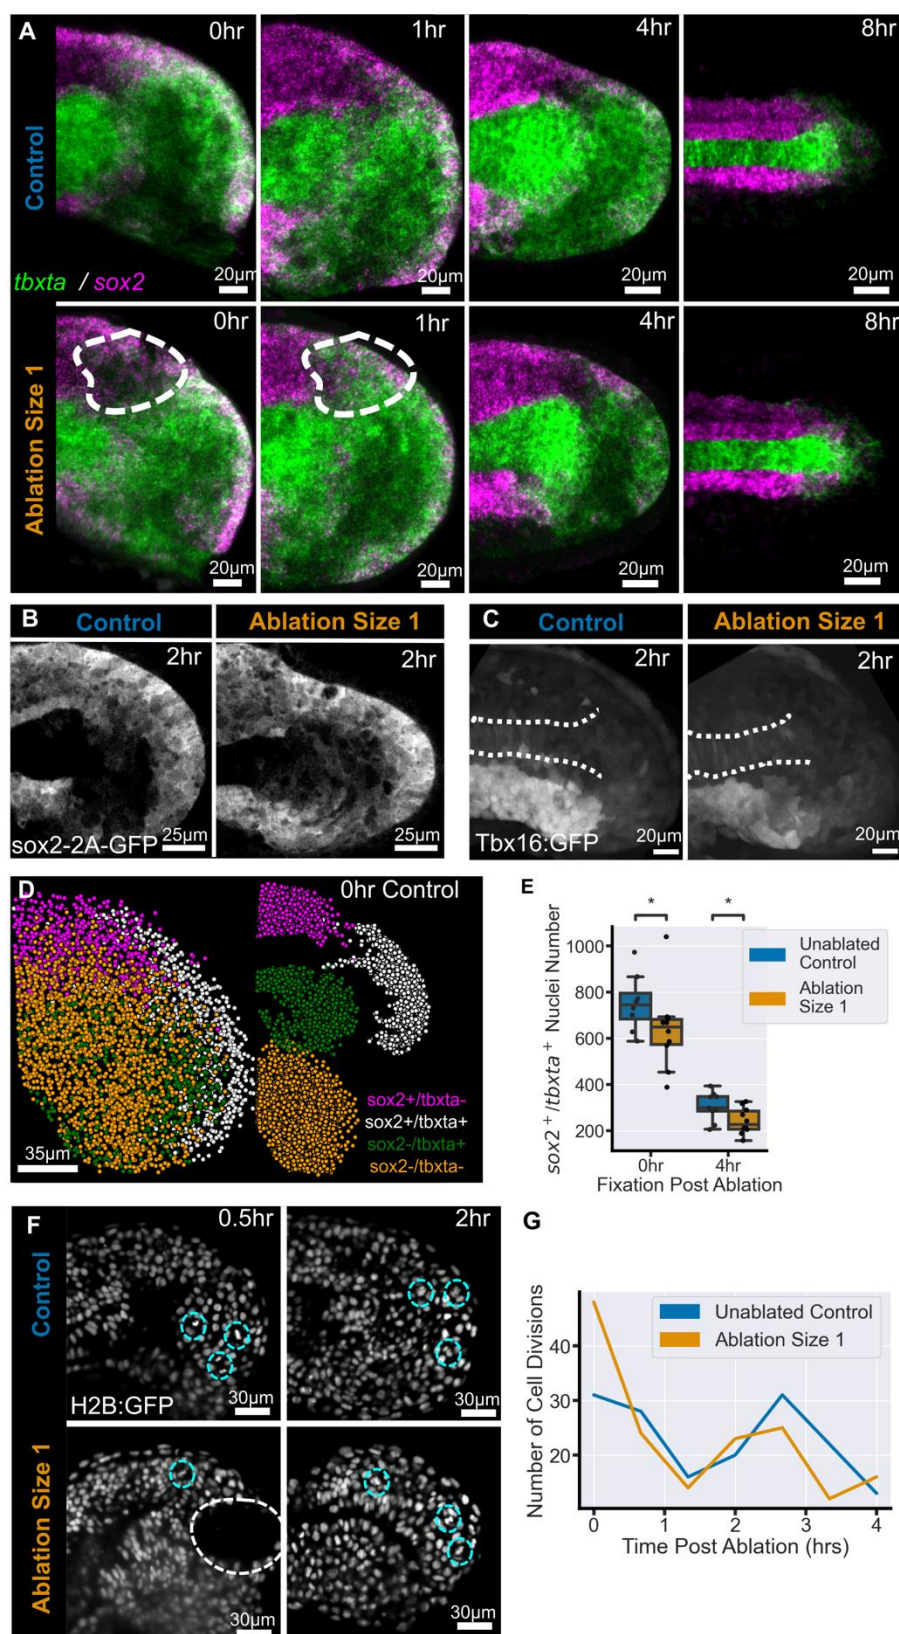 A
0hr
1hr
4hr
8hr
Control
tbxta / sox2
20µm
20µm
20µm
20µm
0hr
1hr
4hr
8hr
Ablation Size 1
20µm
20µm
20µm
20µm
B
Control
Ablation Size 1
2hr
2hr
sox2-2A-GFP
25µm
25µm
C
Control
Ablation Size 1
2hr
2hr
Tbx16:GFP
20µm
20µm
D
0hr Control
sox2+/tbxta-
sox2+/tbxta+
sox2-/tbxta+
sox2-/tbxta-
35µm
E
*
*
sox2+/tbxta+ Nuclei Number
1000
800
600
400
200
Unablated
Control
Ablation
Size 1
0hr
4hr
Fixation Post Ablation
F
0.5hr
2hr
Control
H2B:GFP
30µm
30µm
Ablation Size 1
30µm
30µm
G
Number of Cell Divisions
40
30
20
Unablated Control
Ablation Size 1
0
1
2
3
4
Time Post Ablation (hrs)